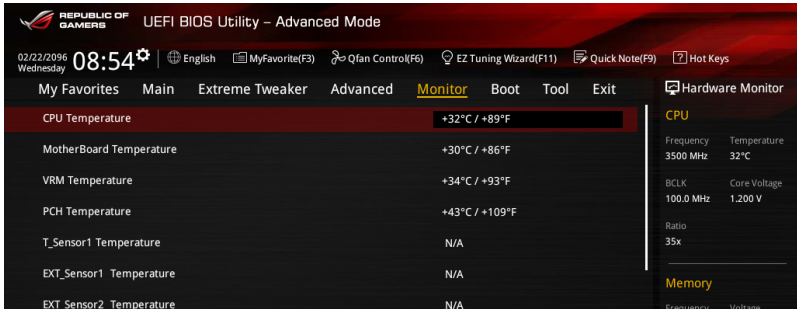 REPUBLIC OF
GAMERS
UEFI BIOS Utility – Advanced Mode
02/22/2096
Wednesday
08:54
English
MyFavorite(F3)
Qfan Control(F6)
EZ Tuning Wizard(F11)
Quick Note(F9)
? Hot Keys
My Favorites Main Extreme Tweaker Advanced Monitor Boot Tool Exit
Hardware Monitor
CPU Temperature +32°C / +89°F
MotherBoard Temperature +30°C / +86°F
VRM Temperature +34°C / +93°F
PCH Temperature +43°C / +109°F
T_Sensor1 Temperature N/A
EXT_Sensor1 Temperature N/A
EXT_Sensor2 Temperature N/A
CPU
Frequency Temperature
3500 MHz 32°C
BCLK Core Voltage
100.0 MHz 1.200 V
Ratio
35x
Memory
Frequency Voltage